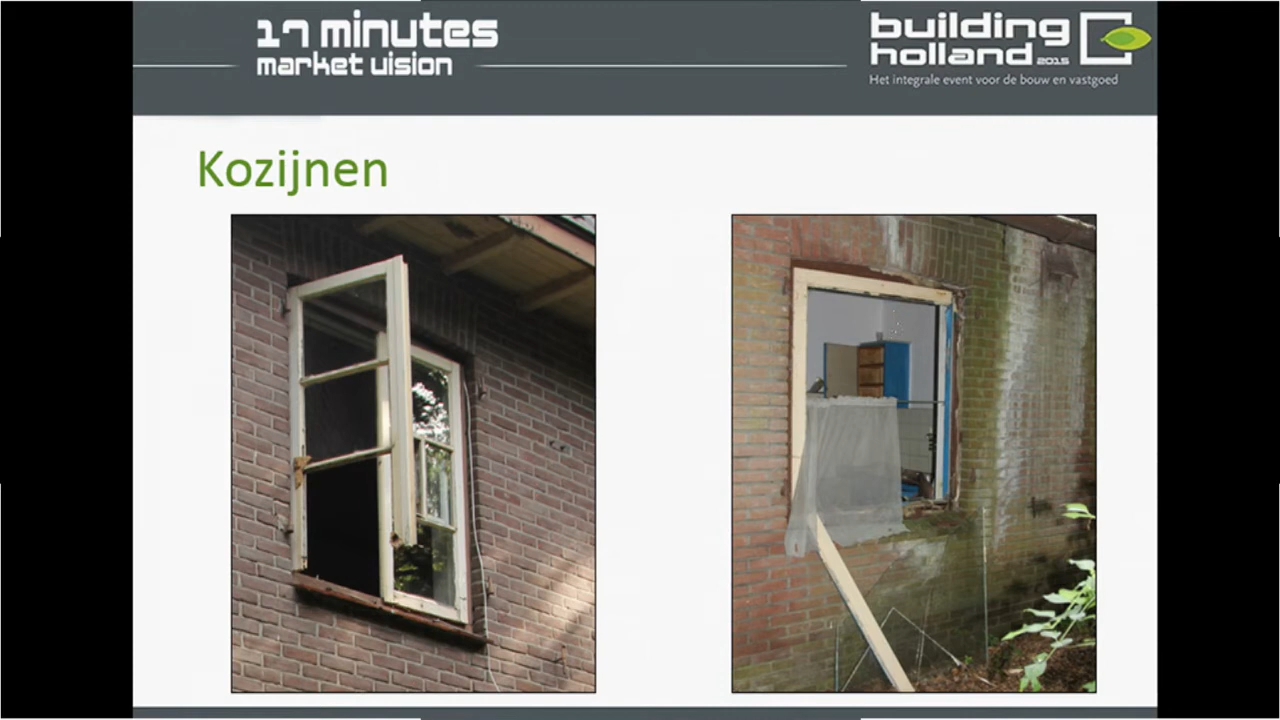 17 minutes
market vision
building
holland 2015
Het integrale event voor de bouw en vastgoed
Kozijnen